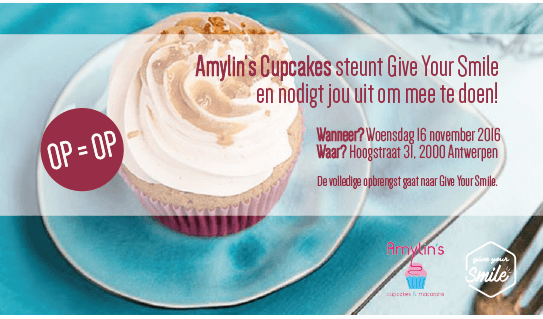 Amylin's Cupcakes steunt Give Your Smile
en nodigt jou uit om mee te doen!
OP = OP
Wanneer? Woensdag 16 november 2016
Waar? Hoogstraat 31, 2000 Antwerpen
De volledige opbrengst gaat naar Give Your Smile.
Amylin's
cupcakes & macarons
give your
Smile